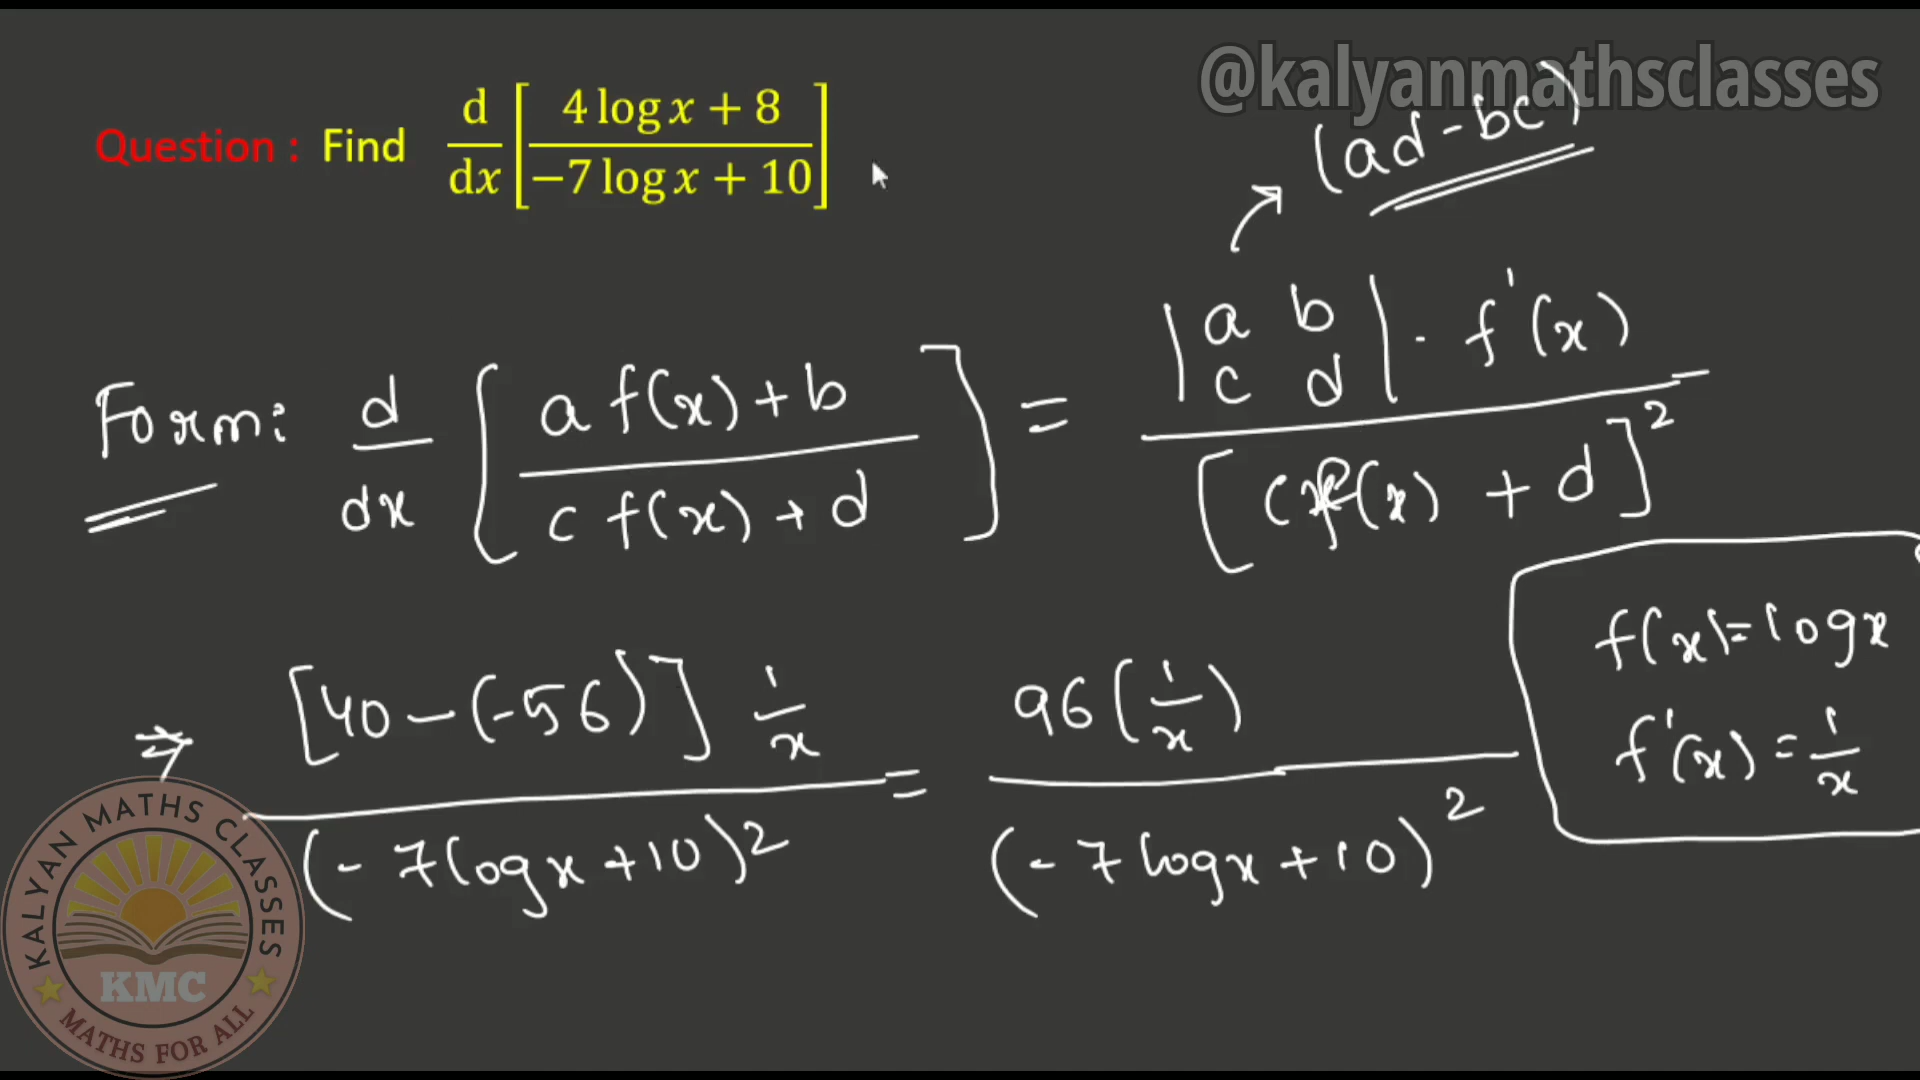 @kalyanmathsclasses
Question : Find d/dx [ (4 log x + 8) / (−7 log x + 10) ]
(ad - bc)
Form: d/dx [ (a f(x) + b) / (c f(x) + d) ] = |a b| |c d| · f'(x) / [c f(x) + d]²
f(x) = log x
f'(x) = 1/x
⇒ [40 - (-56)] 1/x / (-7 log x + 10)² = 96 (1/x) / (-7 log x + 10)²
KALYAN MATHS CLASSES
KMC
MATHS FOR ALL